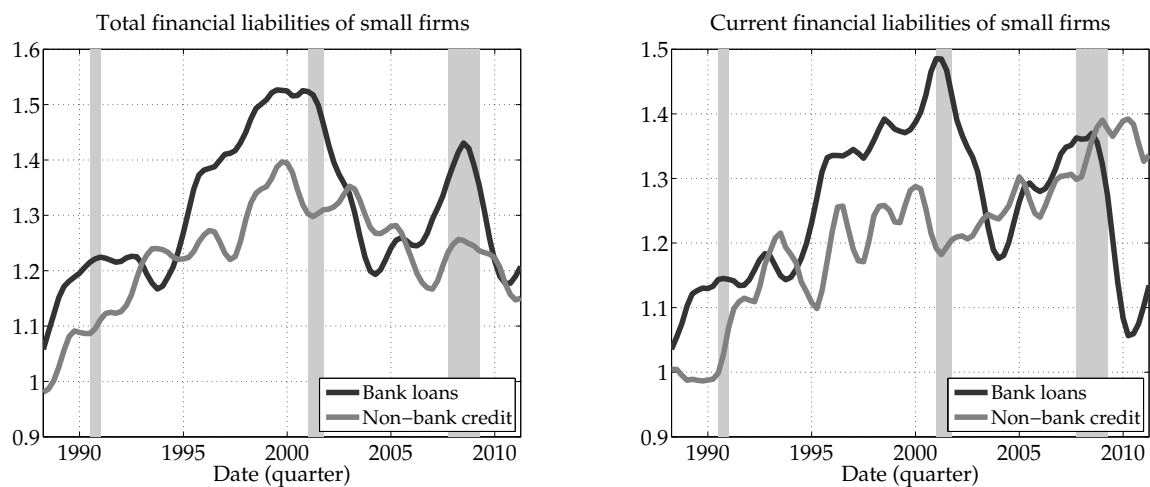 Total financial liabilities of small firms
1.6
1.5
1.4
1.3
1.2
1.1
1
0.9
1990 1995 2000 2005 2010
Date (quarter)
Bank loans
Non−bank credit
Current financial liabilities of small firms
1.5
1.4
1.3
1.2
1.1
1
0.9
1990 1995 2000 2005 2010
Date (quarter)
Bank loans
Non−bank credit